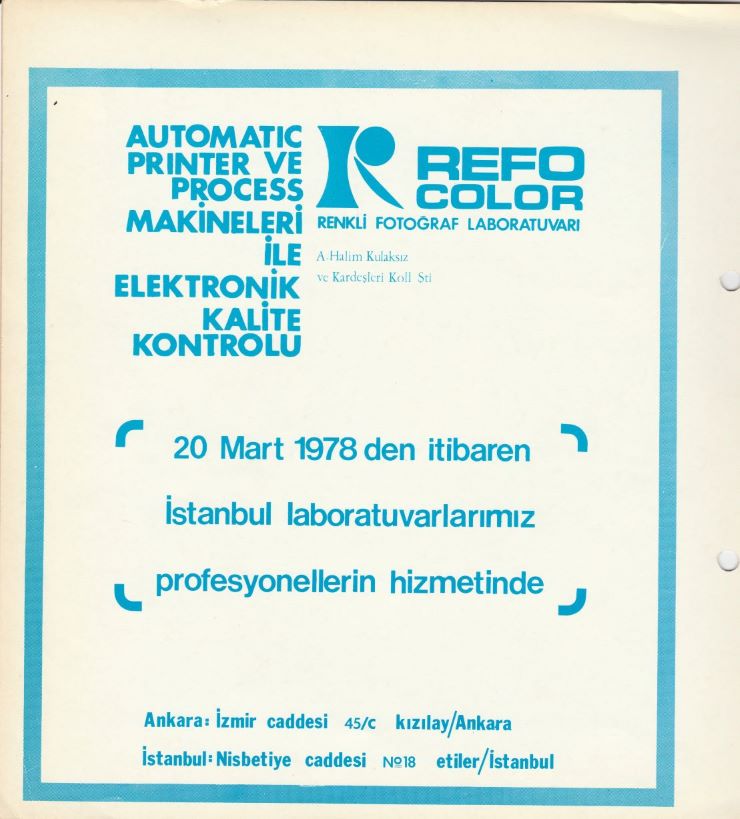 AUTOMATIC
PRINTER VE
PROCESS
MAKİNELERİ
İLE
ELEKTRONİK
KALİTE
KONTROLU
REFO
COLOR
RENKLİ FOTOĞRAF LABORATUVARI
A. Halim Kulaksız
ve Kardeşleri Koll Şti
20 Mart 1978 den itibaren
İstanbul laboratuvarlarımız
profesyonellerin hizmetinde
Ankara: İzmir caddesi 45/C kızılay/Ankara
İstanbul: Nisbetiye caddesi Nº18 etiler/İstanbul